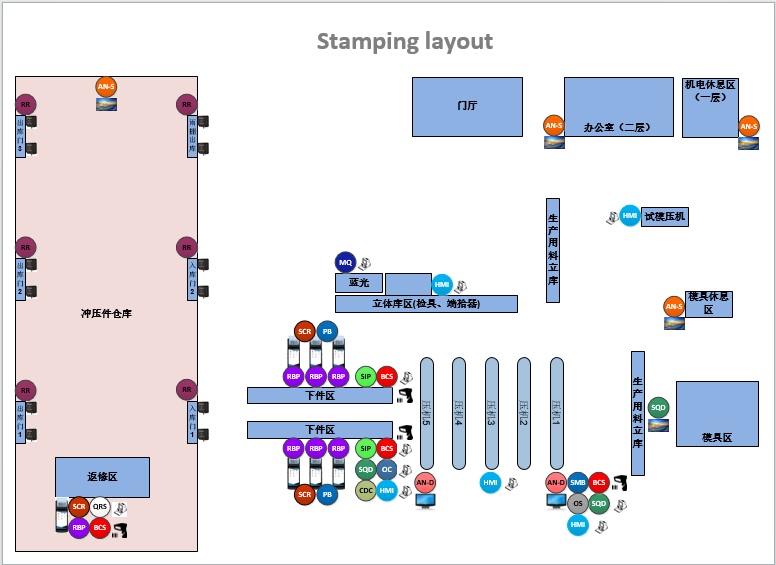 Stamping layout
AN-S
RR
RR
出库门3
雨棚出库
门厅
办公室（二层）
AN-S
机电休息区
（一层）
AN-S
生产用料立库
HMI
试模压机
RR
RR
出库门2
入库门2
MQ
蓝光
HMI
立体库区(检具、端拾器)
AN-S
模具休息
区
冲压件仓库
SCR
PB
RBP
RBP
RBP
SIP
BCS
下件区
下件区
RBP
RBP
RBP
SIP
BCS
SQD
OC
SCR
PB
CDC
HMI
压机5
压机4
压机3
压机2
压机1
生产用料立库
SQD
模具区
RR
RR
出库门1
入库门1
返修区
SCR
QRS
RBP
BCS
AN-D
HMI
AN-D
SMB
BCS
OS
SQD
HMI